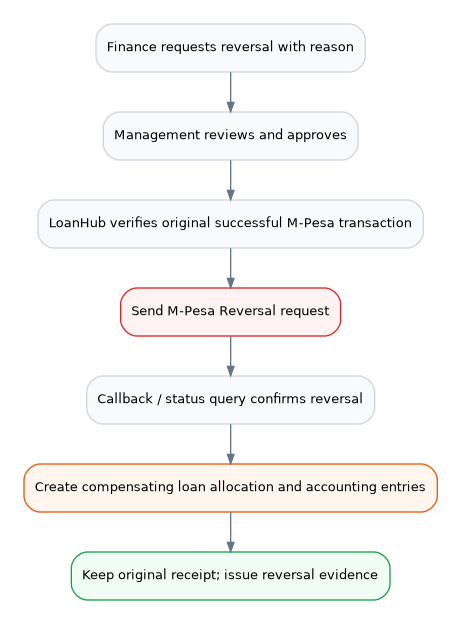 Finance requests reversal with reason
Management reviews and approves
LoanHub verifies original successful M-Pesa transaction
Send M-Pesa Reversal request
Callback / status query confirms reversal
Create compensating loan allocation and accounting entries
Keep original receipt; issue reversal evidence